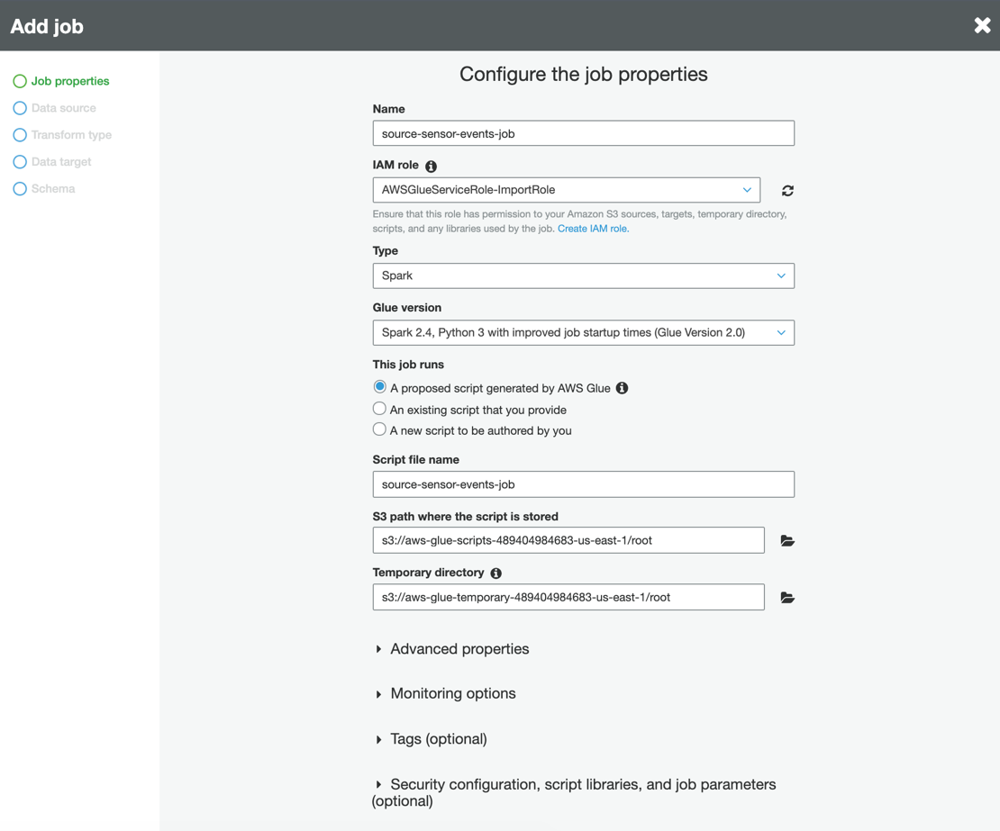 Add job
Job properties
Data source
Transform type
Data target
Schema
Configure the job properties
Name
source-sensor-events-job
IAM role
AWSGlueServiceRole-ImportRole
Ensure that this role has permission to your Amazon S3 sources, targets, temporary directory,
scripts, and any libraries used by the job. Create IAM role.
Type
Spark
Glue version
Spark 2.4, Python 3 with improved job startup times (Glue Version 2.0)
This job runs
A proposed script generated by AWS Glue
An existing script that you provide
A new script to be authored by you
Script file name
source-sensor-events-job
S3 path where the script is stored
s3://aws-glue-scripts-489404984683-us-east-1/root
Temporary directory
s3://aws-glue-temporary-489404984683-us-east-1/root
Advanced properties
Monitoring options
Tags (optional)
Security configuration, script libraries, and job parameters
(optional)